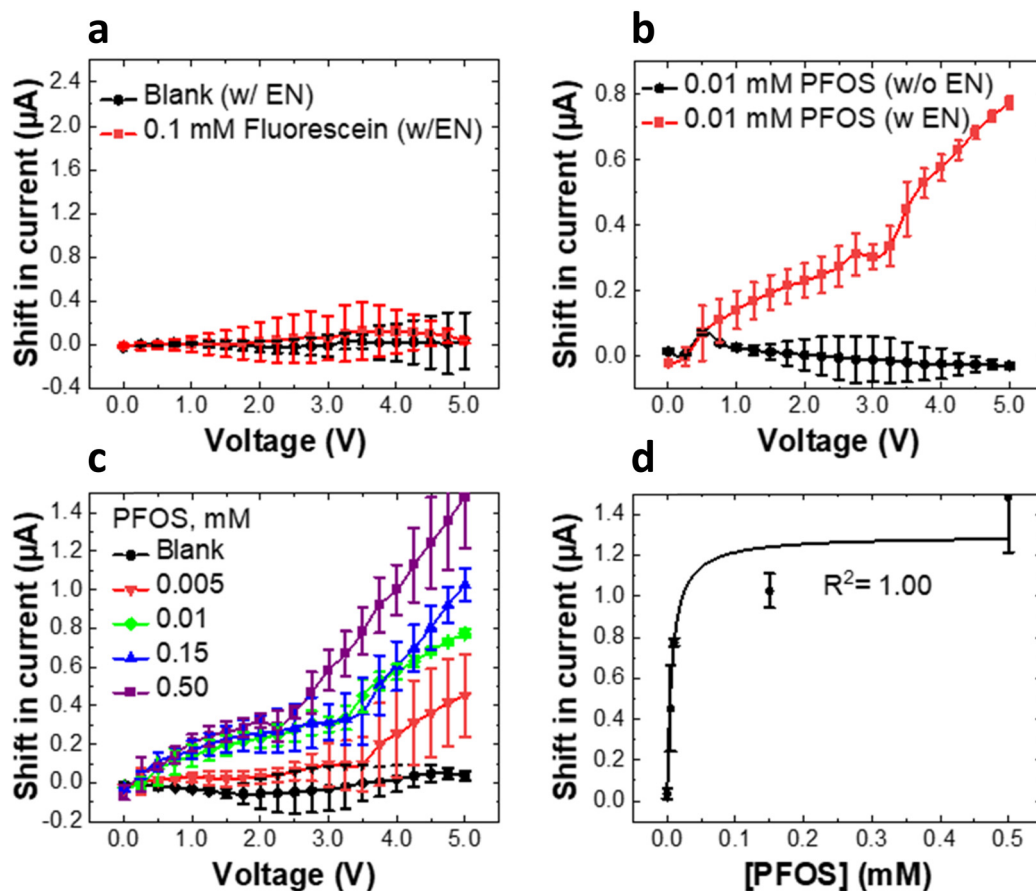 a
Shift in current (µA)
2.4
2.0
1.6
1.2
0.8
0.4
0.0
-0.4
Blank (w/ EN)
0.1 mM Fluorescein (w/EN)
0.0 1.0 2.0 3.0 4.0 5.0
Voltage (V)
b
Shift in current (µA)
0.8
0.6
0.4
0.2
0.0
0.01 mM PFOS (w/o EN)
0.01 mM PFOS (w EN)
0.0 1.0 2.0 3.0 4.0 5.0
Voltage (V)
c
Shift in current (µA)
1.4
1.2
1.0
0.8
0.6
0.4
0.2
0.0
-0.2
PFOS, mM
Blank
0.005
0.01
0.15
0.50
0.0 1.0 2.0 3.0 4.0 5.0
Voltage (V)
d
Shift in current (µA)
1.4
1.2
1.0
0.8
0.6
0.4
0.2
0.0
R²= 1.00
0.0 0.1 0.2 0.3 0.4 0.5
[PFOS] (mM)